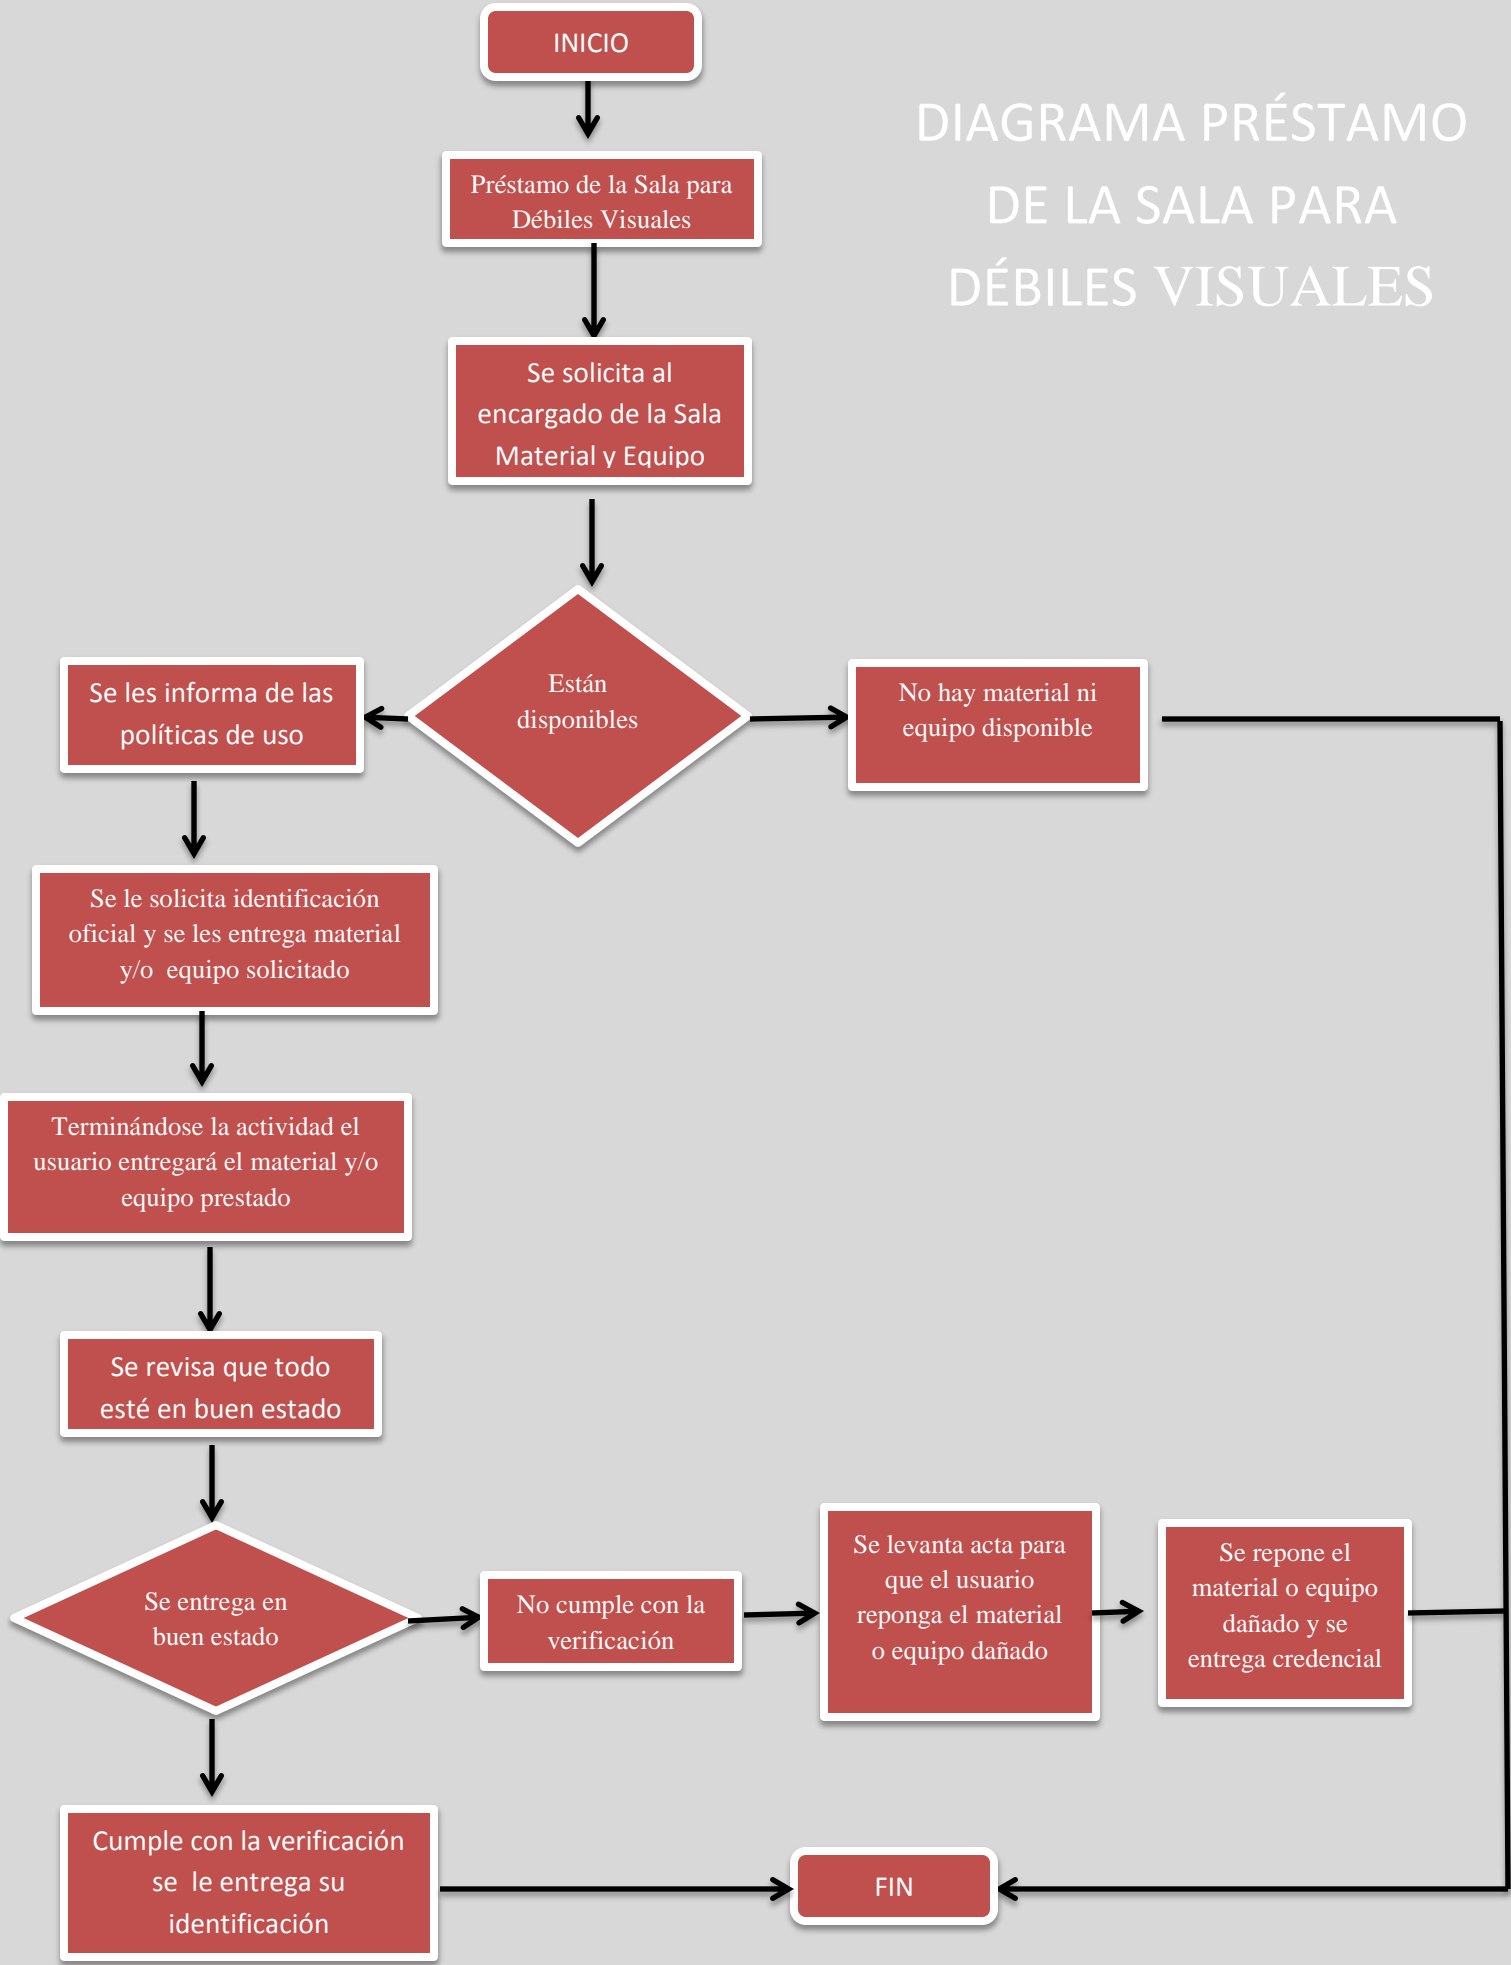 INICIO
DIAGRAMA PRÉSTAMO
DE LA SALA PARA
DÉBILES VISUALES
Préstamo de la Sala para
Débiles Visuales
Se solicita al
encargado de la Sala
Material y Equipo
Están
disponibles
Se les informa de las
políticas de uso
No hay material ni
equipo disponible
Se le solicita identificación
oficial y se les entrega material
y/o equipo solicitado
Terminándose la actividad el
usuario entregará el material y/o
equipo prestado
Se revisa que todo
esté en buen estado
Se entrega en
buen estado
No cumple con la
verificación
Se levanta acta para
que el usuario
reponga el material
o equipo dañado
Se repone el
material o equipo
dañado y se
entrega credencial
Cumple con la verificación
se le entrega su
identificación
FIN